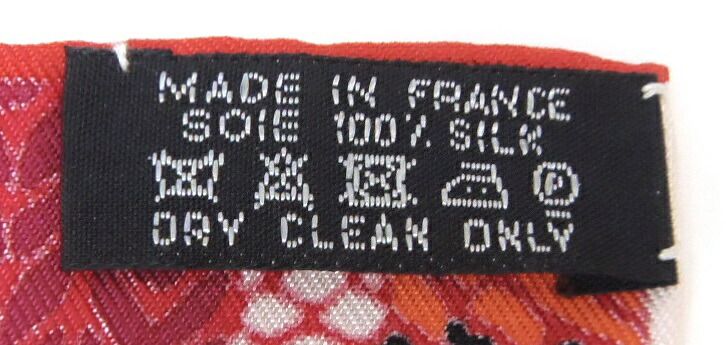 MADE IN FRANCE
SOIE 100% SILK
P
DRY CLEAN ONLY